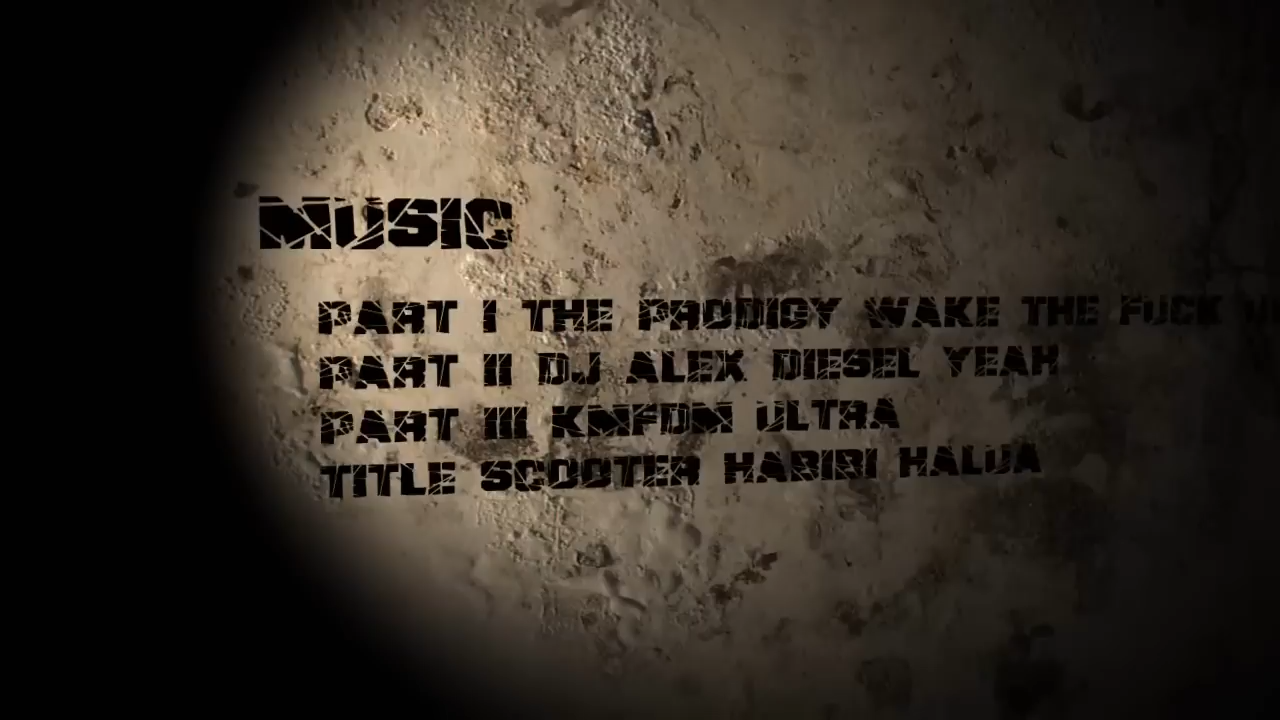 MUSIC
PART I THE PRODIGY WAKE THE FUCK
PART II DJ ALEX DIESEL YEAH
PART III KMFDM ULTRA
TITLE SCOOTER HABIBI HALUA